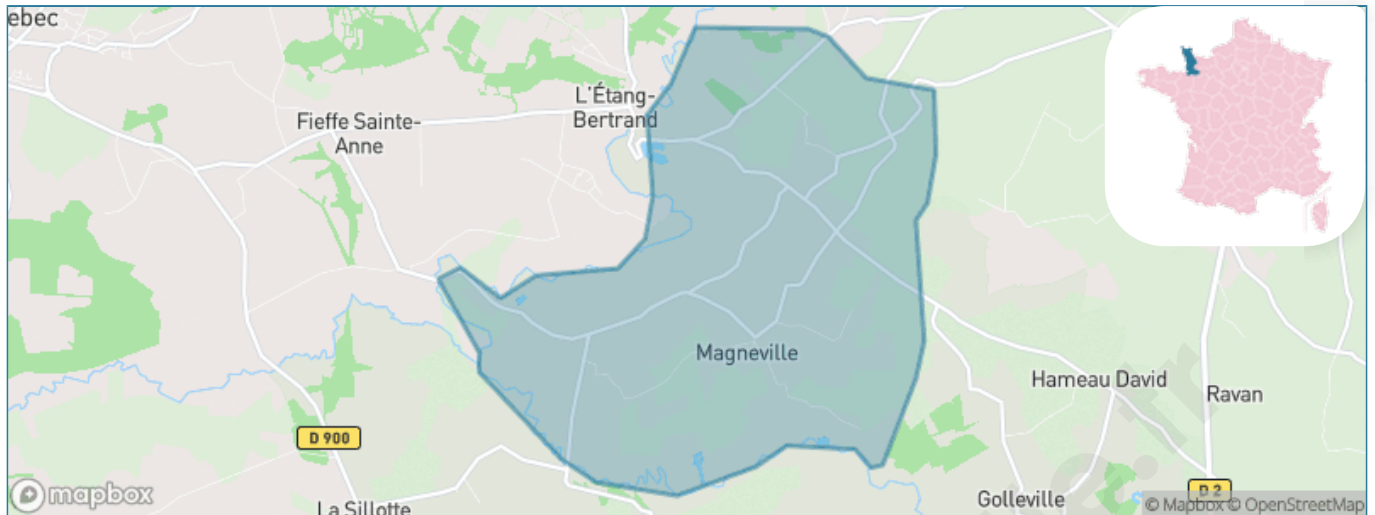 ebec
L'Étang-
Bertrand
Fieffe Sainte-
Anne
Magneville
Hameau David
Ravan
D 900
La Sillotte
Golleville
D 2
mapbox
© Mapbox © OpenStreetMap